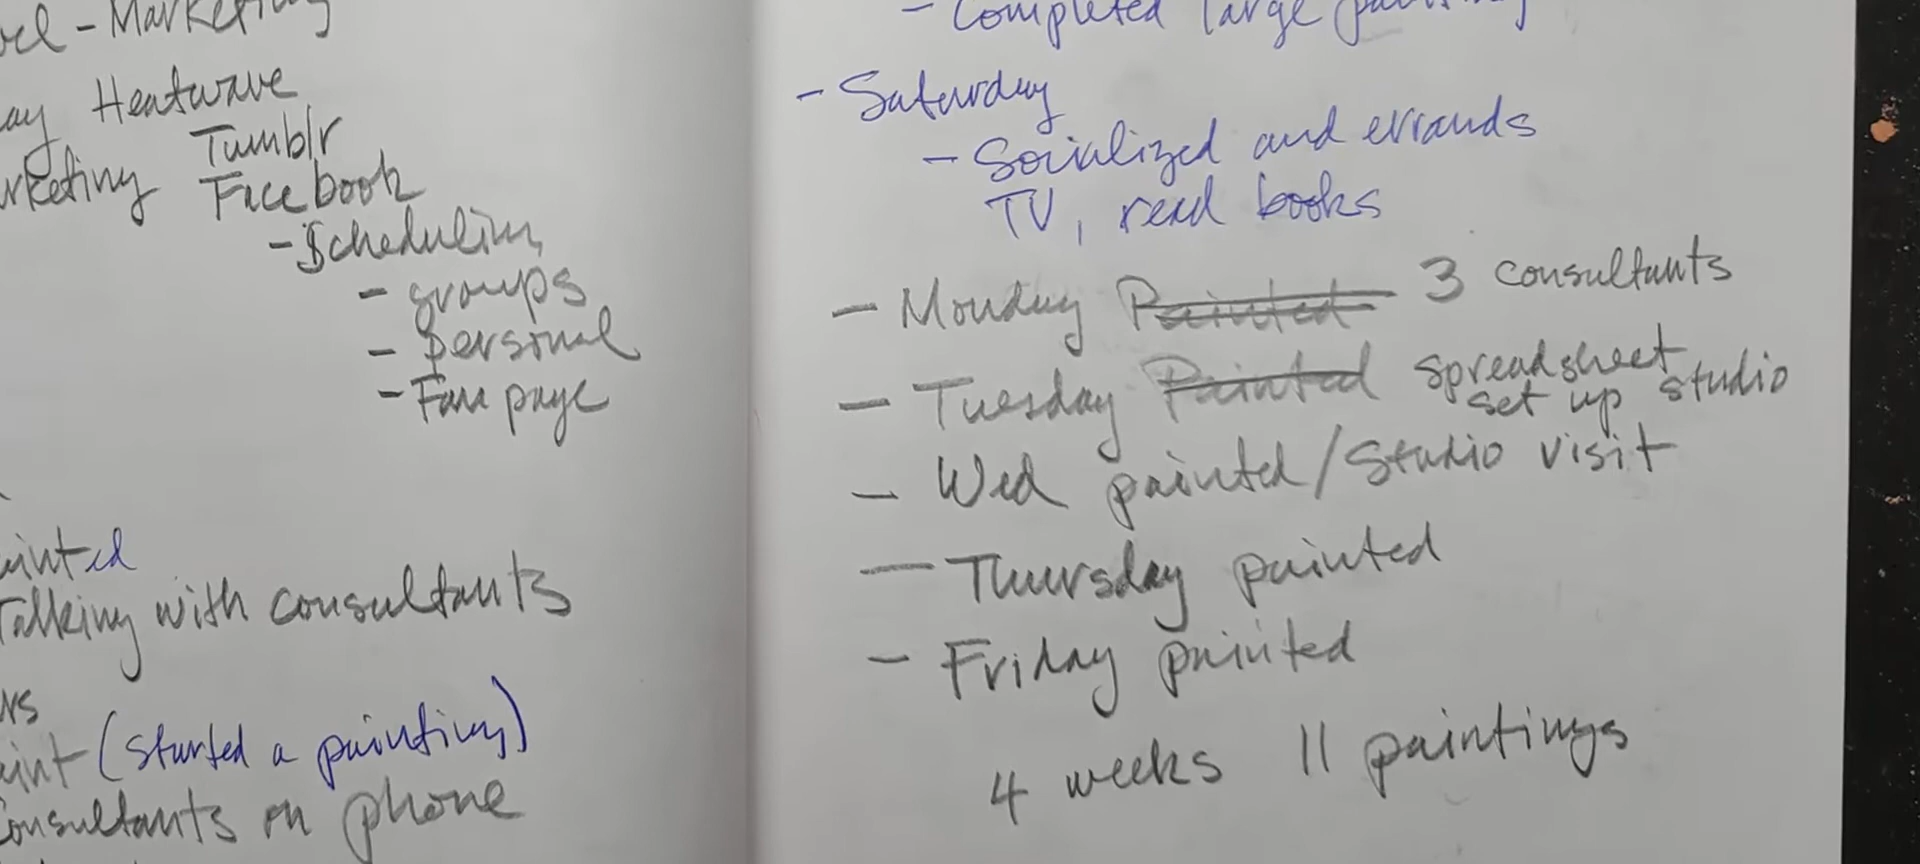 - Marketing
Heatwave
Tumblr
Facebook
- Scheduling
- groups
- personal
- Fan page
Talking with consultants
(started a painting)
consultants on phone
- Completed large painting
- Saturday
- Socialized and errands
TV, read books
- Monday Painted 3 consultants
- Tuesday Painted spreadsheet
set up studio
- Wed painted/Studio visit
- Thursday painted
- Friday painted
4 weeks 11 paintings